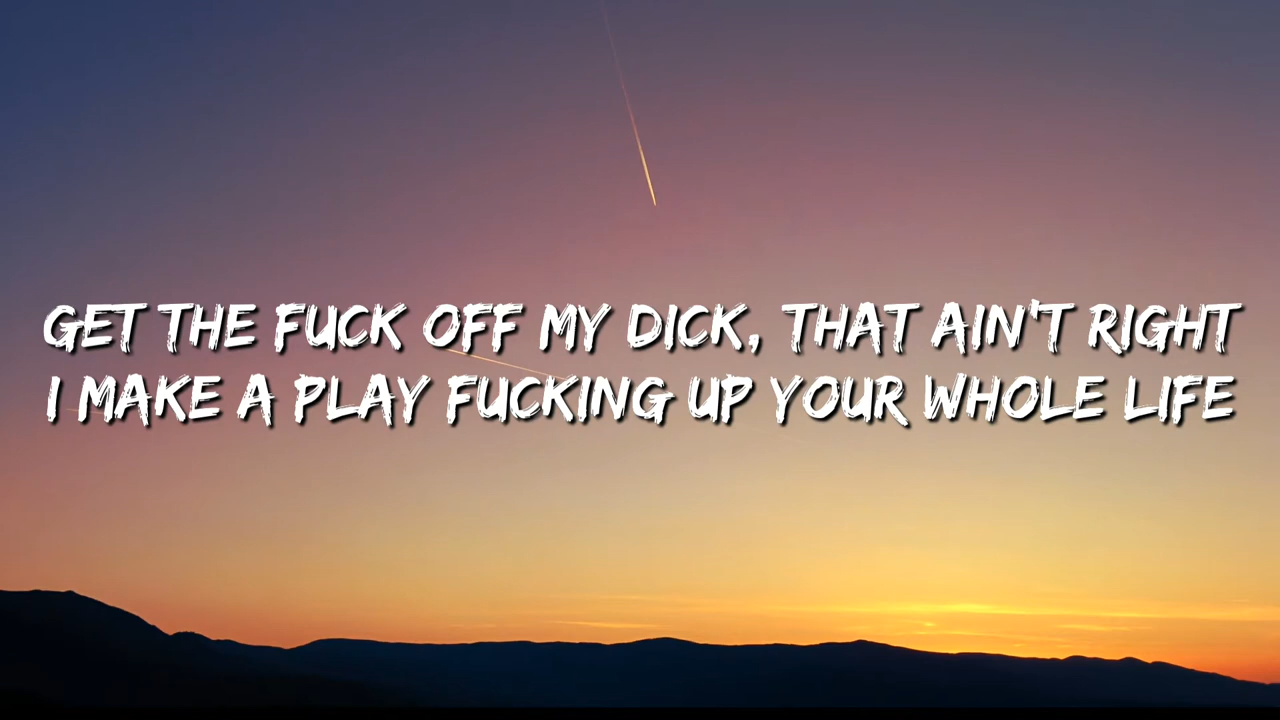 GET THE FUCK OFF MY DICK, THAT AIN'T RIGHT
I MAKE A PLAY FUCKING UP YOUR WHOLE LIFE